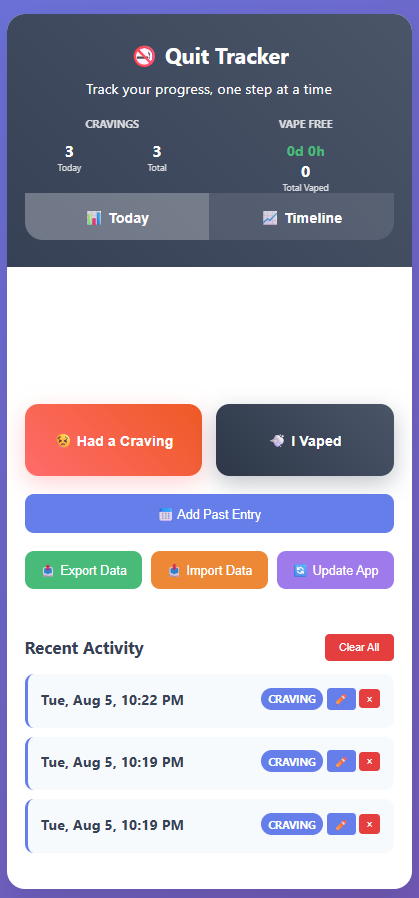 Quit Tracker
Track your progress, one step at a time
CRAVINGS
VAPE FREE
3
3
0d 0h
Today
Total
0
Total Vaped
Today
Timeline
Had a Craving
I Vaped
Add Past Entry
Export Data
Import Data
Update App
Recent Activity
Clear All
Tue, Aug 5, 10:22 PM
CRAVING
×
Tue, Aug 5, 10:19 PM
CRAVING
×
Tue, Aug 5, 10:19 PM
CRAVING
×